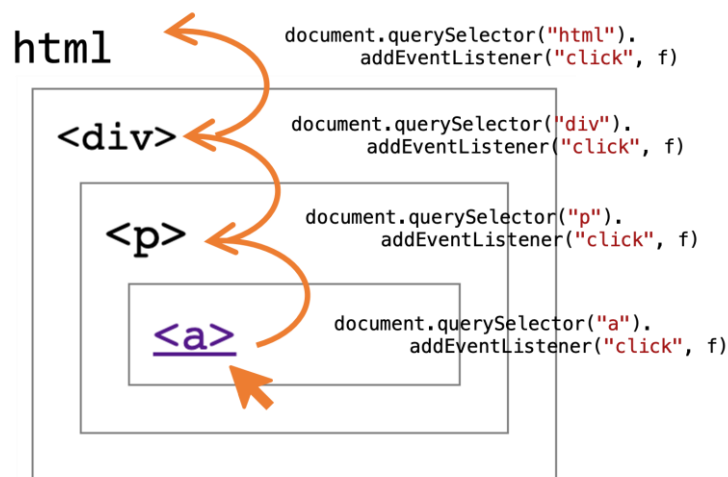 html
document.querySelector("html").
addEventListener("click", f)
<div>
document.querySelector("div").
addEventListener("click", f)
<p>
document.querySelector("p").
addEventListener("click", f)
<a>
document.querySelector("a").
addEventListener("click", f)